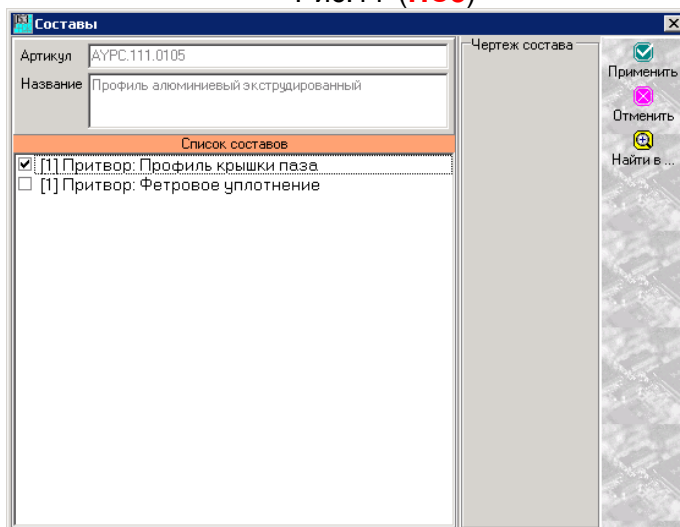 Составы
Артикул AYPC.111.0105
Название Профиль алюминиевый экструдированный
Список составов
[1] Притвор: Профиль крышки паза
[1] Притвор: Фетровое уплотнение
Чертеж состава
Применить
Отменить
Найти в ...